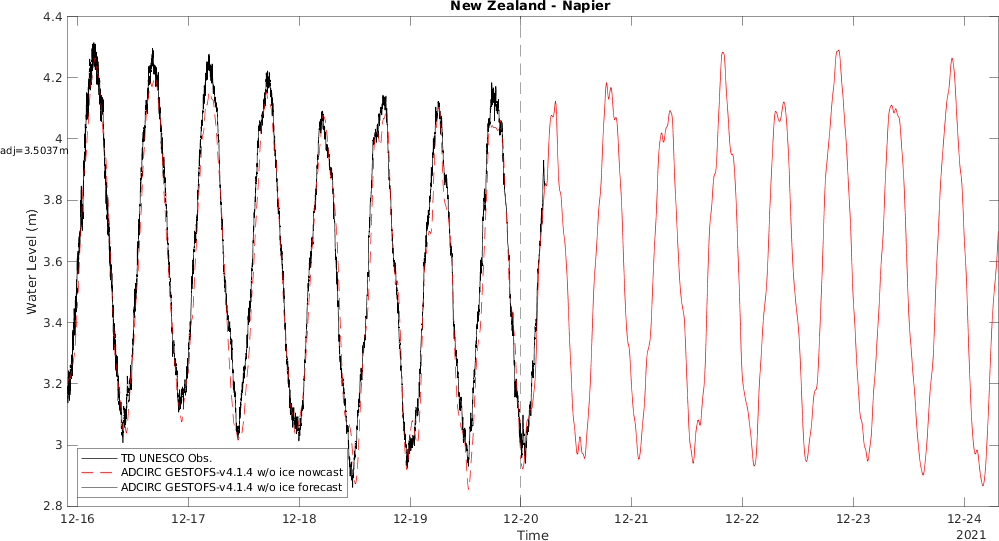 New Zealand - Napier
4.4
4.2
4
adj=3.5037m
3.8
3.6
3.4
3.2
3
2.8
Water Level (m)
TD UNESCO Obs.
ADCIRC GESTOFS-v4.1.4 w/o ice nowcast
ADCIRC GESTOFS-v4.1.4 w/o ice forecast
12-16 12-17 12-18 12-19 12-20 12-21 12-22 12-23 12-24
Time
2021